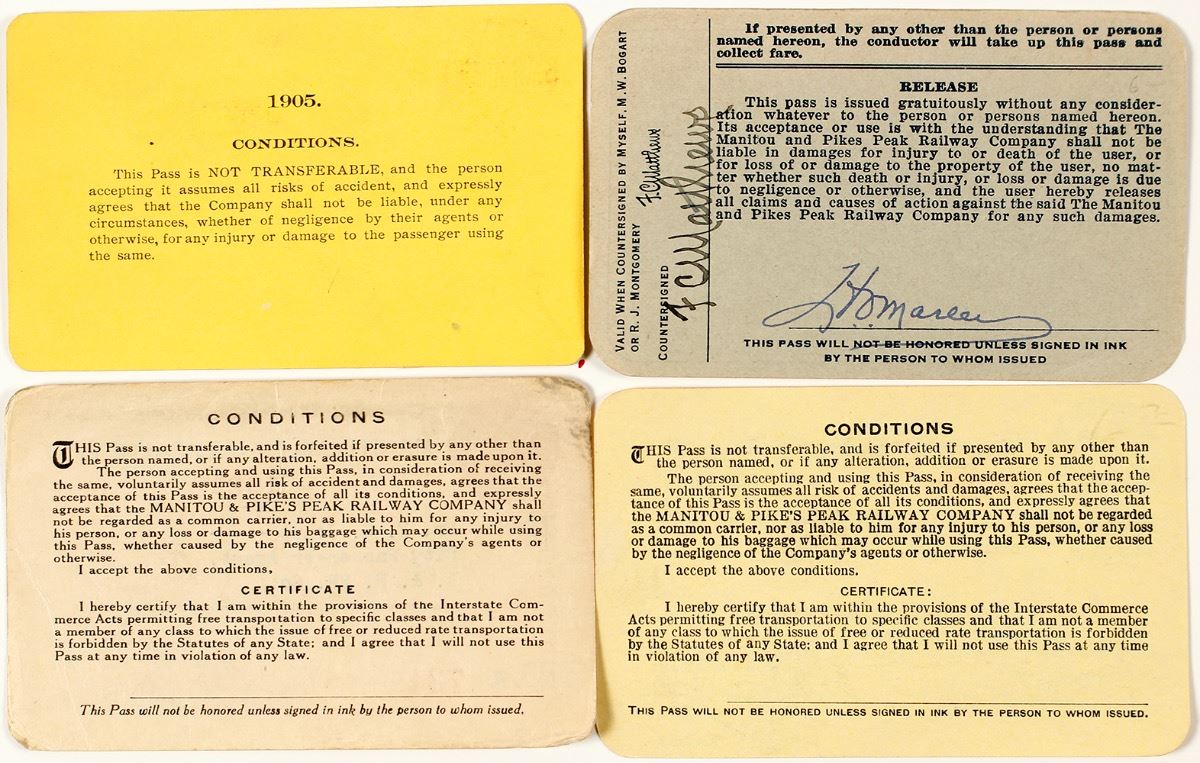 1905.
CONDITIONS.
This Pass is NOT TRANSFERABLE, and the person
accepting it assumes all risks of accident, and expressly
agrees that the Company shall not be liable, under any
circumstances, whether of negligence by their agents or
otherwise, for any injury or damage to the passenger using
the same.
VALID WHEN COUNTERSIGNED BY MYSELF, M. W. BOGART
OR R. J. MONTGOMERY
F. C. Matthews
COUNTERSIGNED
F C Matthews
If presented by any other than the person or persons
named hereon, the conductor will take up this pass and
collect fare.
RELEASE
This pass is issued gratuitously without any consider-
ation whatever to the person or persons named hereon.
Its acceptance or use is with the understanding that The
Manitou and Pikes Peak Railway Company shall not be
liable in damages for injury to or death of the user, or
for loss of or damage to the property of the user, no mat-
ter whether such death or injury, or loss or damage is due
to negligence or otherwise, and the user hereby releases
all claims and causes of action against the said The Manitou
and Pikes Peak Railway Company for any such damages.
THIS PASS WILL NOT BE HONORED UNLESS SIGNED IN INK
BY THE PERSON TO WHOM ISSUED
CONDITIONS
THIS Pass is not transferable, and is forfeited if presented by any other than
the person named, or if any alteration, addition or erasure is made upon it.
The person accepting and using this Pass, in consideration of receiving
the same, voluntarily assumes all risk of accident and damages, agrees that the
acceptance of this Pass is the acceptance of all its conditions, and expressly
agrees that the MANITOU & PIKE'S PEAK RAILWAY COMPANY shall
not be regarded as a common carrier, nor as liable to him for any injury to
his person, or any loss or damage to his baggage which may occur while using
this Pass, whether caused by the negligence of the Company's agents or
otherwise.
I accept the above conditions,
CERTIFICATE
I hereby certify that I am within the provisions of the Interstate Com-
merce Acts permitting free transportation to specific classes and that I am not
a member of any class to which the issue of free or reduced rate transportation
is forbidden by the Statutes of any State; and I agree that I will not use this
Pass at any time in violation of any law.
This Pass will not be honored unless signed in ink by the person to whom issued.
CONDITIONS
THIS Pass is not transferable, and is forfeited if presented by any other than
the person named, or if any alteration, addition or erasure is made upon it.
The person accepting and using this Pass, in consideration of receiving the
same, voluntarily assumes all risk of accidents and damages, agrees that the accep-
tance of this Pass is the acceptance of all its conditions, and expressly agrees that
the MANITOU & PIKE'S PEAK RAILWAY COMPANY shall not be regarded
as a common carrier, nor as liable to him for any injury to his person, or any loss
or damage to his baggage which may occur while using this Pass, whether caused
by the negligence of the Company's agents or otherwise.
I accept the above conditions.
CERTIFICATE:
I hereby certify that I am within the provisions of the Interstate Commerce
Acts permitting free transportation to specific classes and that I am not a member
of any class to which the issue of free or reduced rate transportation is forbidden
by the Statutes of any State; and I agree that I will not use this Pass at any time
in violation of any law.
THIS PASS WILL NOT BE HONORED UNLESS SIGNED IN INK BY THE PERSON TO WHOM ISSUED.